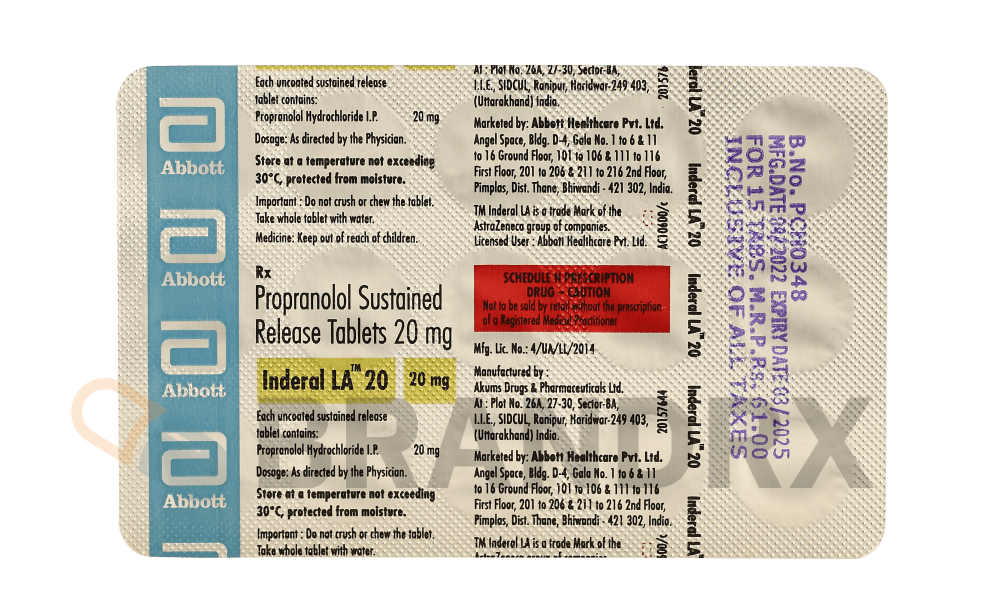 Abbott
Abbott
Abbott
Abbott
Each uncoated sustained release
tablet contains:
Propranolol Hydrochloride I.P. 20 mg
Dosage: As directed by the Physician.
Store at a temperature not exceeding
30°C, protected from moisture.
Important : Do not crush or chew the tablet.
Take whole tablet with water.
Medicine: Keep out of reach of children.
Rx
Propranolol Sustained
Release Tablets 20 mg
Inderal LA™ 20 20 mg
Each uncoated sustained release
tablet contains:
Propranolol Hydrochloride I.P. 20 mg
Dosage: As directed by the Physician.
Store at a temperature not exceeding
30°C, protected from moisture.
Important : Do not crush or chew the tablet.
Take whole tablet with water.
At : Plot No. 26A, 27-30, Sector-8A,
I.I.E., SIDCUL, Ranipur, Haridwar-249 403,
(Uttarakhand) India.
Marketed by: Abbott Healthcare Pvt. Ltd.
Angel Space, Bldg. D-4, Gala No. 1 to 6 & 11
to 16 Ground Floor, 101 to 106 & 111 to 116
First Floor, 201 to 206 & 211 to 216 2nd Floor,
Pimplas, Dist. Thane, Bhiwandi - 421 302, India.
TM Inderal LA is a trade Mark of the
AstraZeneca group of companies.
Licensed User : Abbott Healthcare Pvt. Ltd.
SCHEDULE H PRESCRIPTION
DRUG - CAUTION
Not to be sold by retail without the prescription
of a Registered Medical Practitioner
Mfg. Lic. No.: 4/UA/LL/2014
Manufactured by :
Akums Drugs & Pharmaceuticals Ltd.
At : Plot No. 26A, 27-30, Sector-8A,
I.I.E., SIDCUL, Ranipur, Haridwar-249 403,
(Uttarakhand) India.
Marketed by: Abbott Healthcare Pvt. Ltd.
Angel Space, Bldg. D-4, Gala No. 1 to 6 & 11
to 16 Ground Floor, 101 to 106 & 111 to 116
First Floor, 201 to 206 & 211 to 216 2nd Floor,
Pimplas, Dist. Thane, Bhiwandi - 421 302, India.
TM Inderal LA is a trade Mark of the
AstraZeneca group of companies
Inderal LA™ 20
Inderal LA™ 20
Inderal LA™ 20
Inderal LA™ 20
Inderal LA
B.No. PCH0348
MFG.DATE 04/2022 EXPIRY DATE 03/2025
FOR 15 TABS. M.R.P.Rs. 61.00
INCLUSIVE OF ALL TAXES
BRANDRX